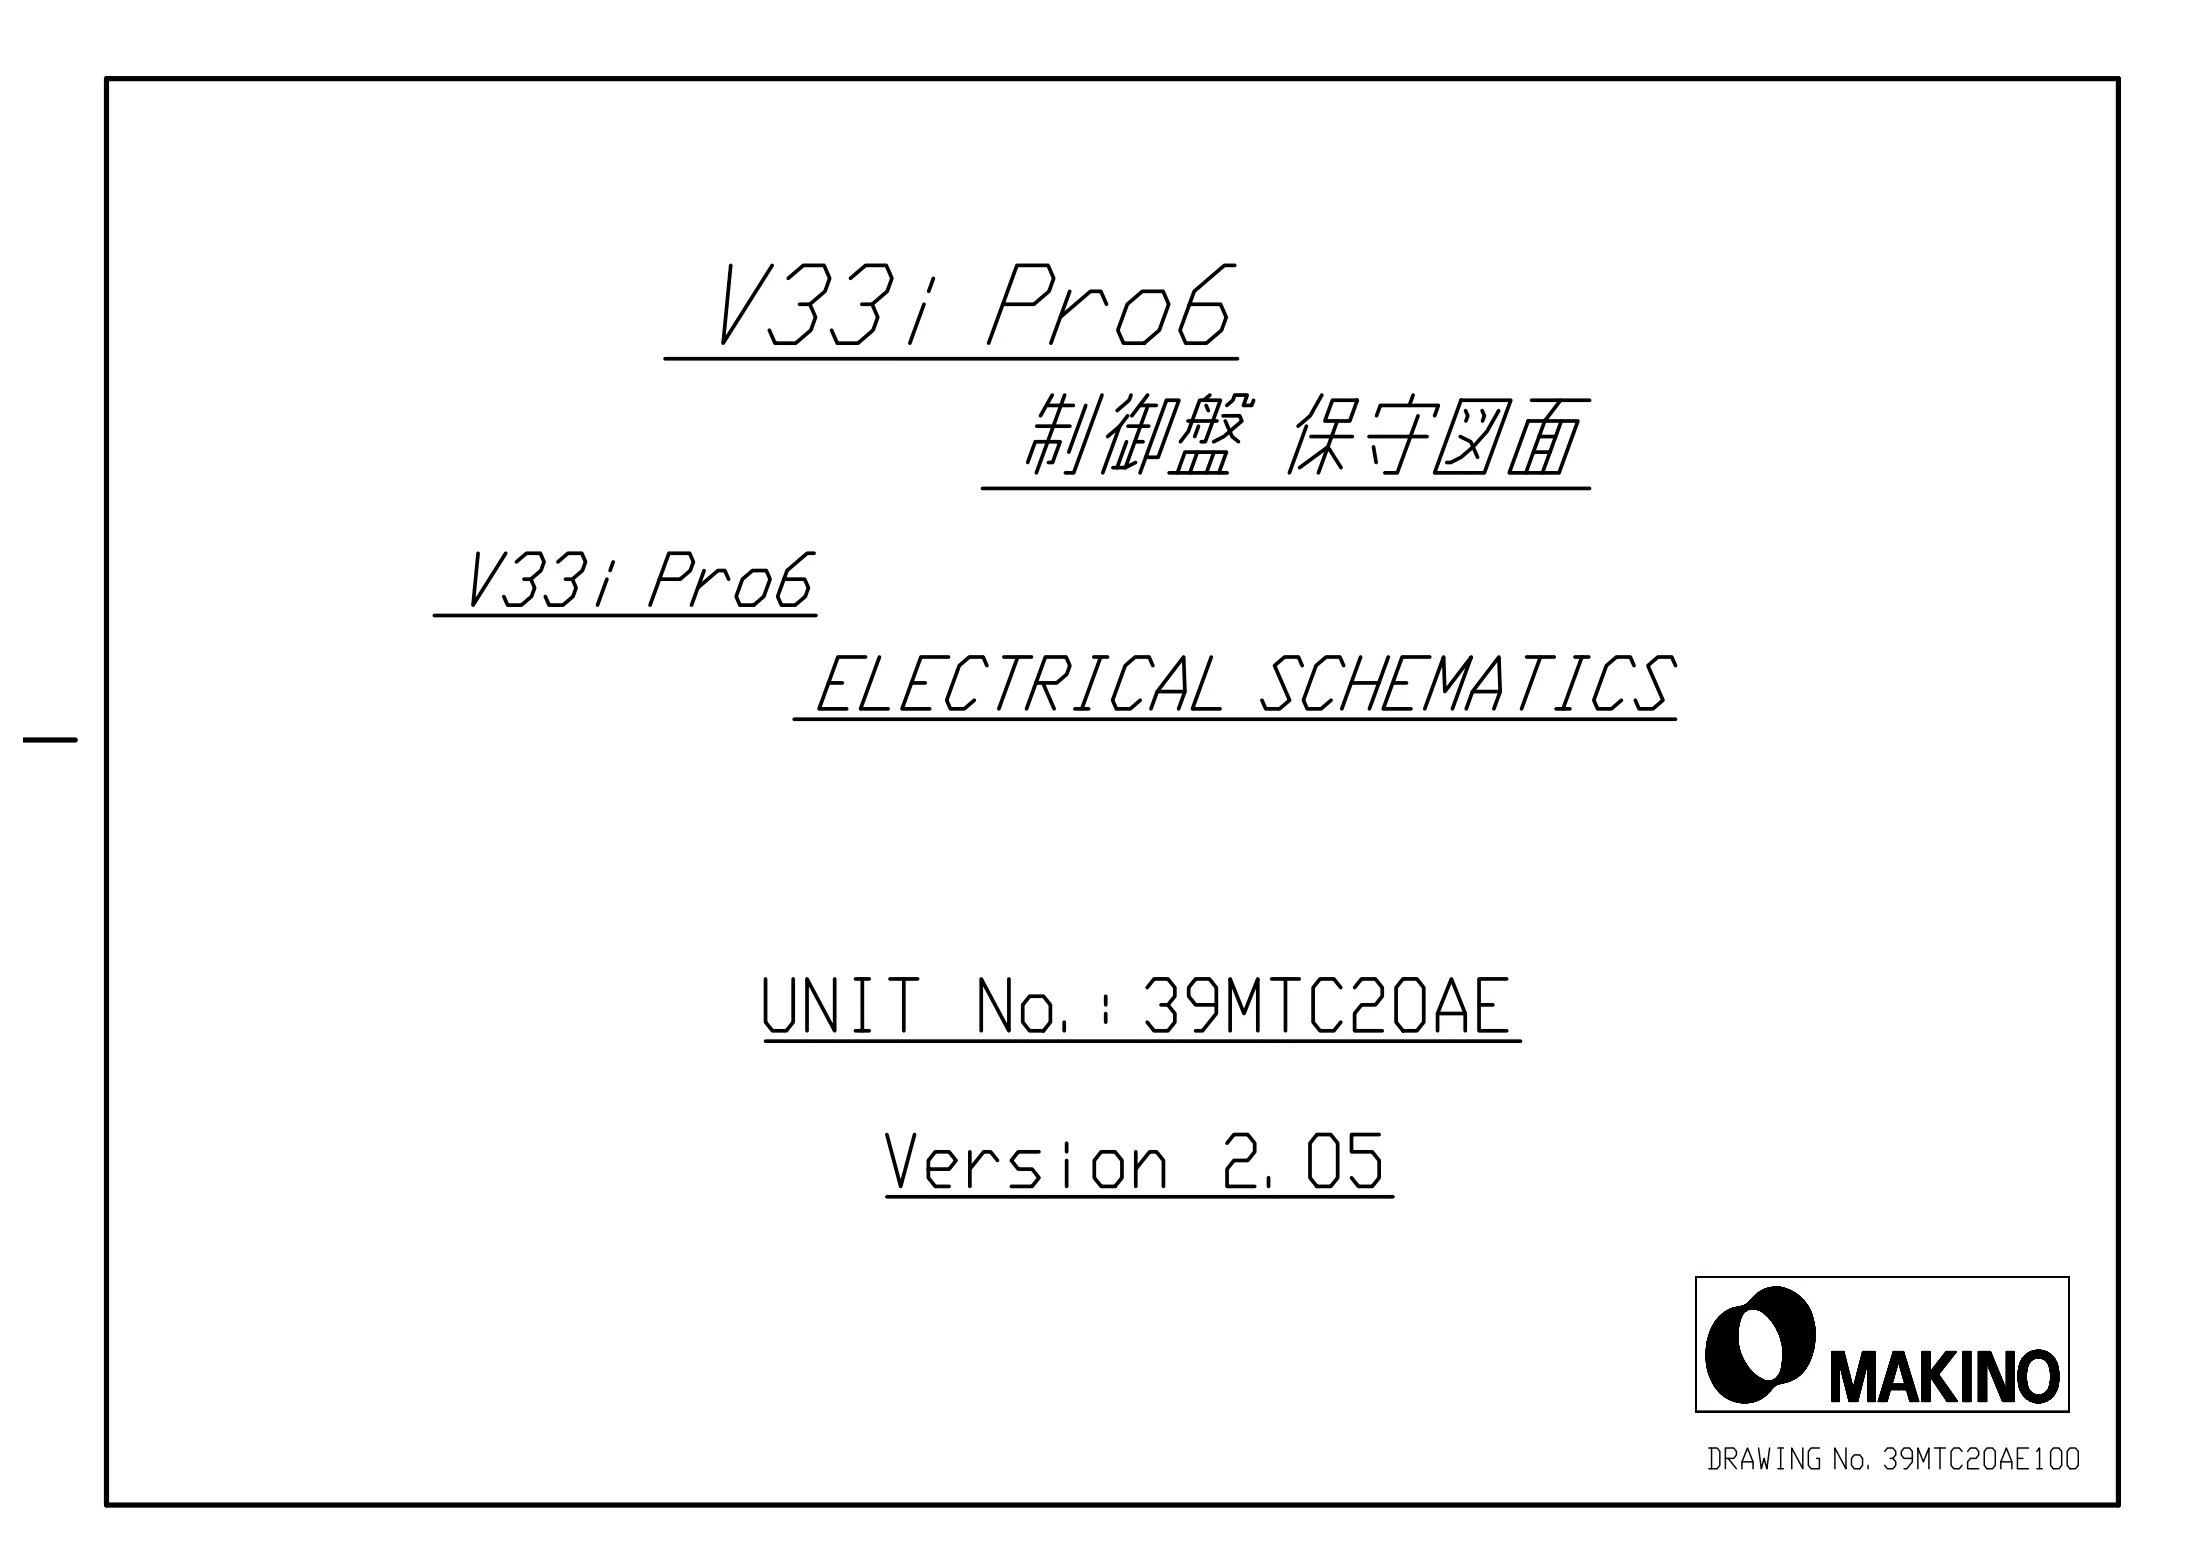 V33i Pro6
制御盤 保守図面
V33i Pro6
ELECTRICAL SCHEMATICS
UNIT No.: 39MTC20AE
Version 2.05
MAKINO
DRAWING No. 39MTC20AE100